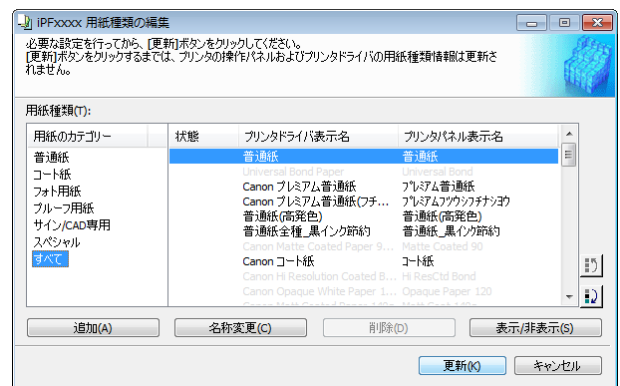 iPFxxxx 用紙種類の編集
必要な設定を行ってから、[更新]ボタンをクリックしてください。
[更新]ボタンをクリックするまでは、プリンタの操作パネルおよびプリンタドライバの用紙種類情報は更新さ
れません。
用紙種類(T):
用紙のカテゴリー
普通紙
コート紙
フォト用紙
プルーフ用紙
サイン/CAD専用
スペシャル
すべて
状態 プリンタドライバ表示名 プリンタパネル表示名
普通紙 普通紙
Universal Bond Paper Universal Bond
Canon プレミアム普通紙 プレミアム普通紙
Canon プレミアム普通紙(フチ... プレミアムフツウシフチナシヨウ
普通紙(高発色) 普通紙(高発色)
普通紙全種_黒インク節約 普通紙_黒インク節約
Canon Matte Coated Paper 9... Matte Coated 90
Canon コート紙 コート紙
Canon Hi Resolution Coated B... Hi ResCtd Bond
Canon Opaque White Paper 1... Opaque Paper 120
追加(A) 名称変更(C) 削除(D) 表示/非表示(S)
更新(K) キャンセル